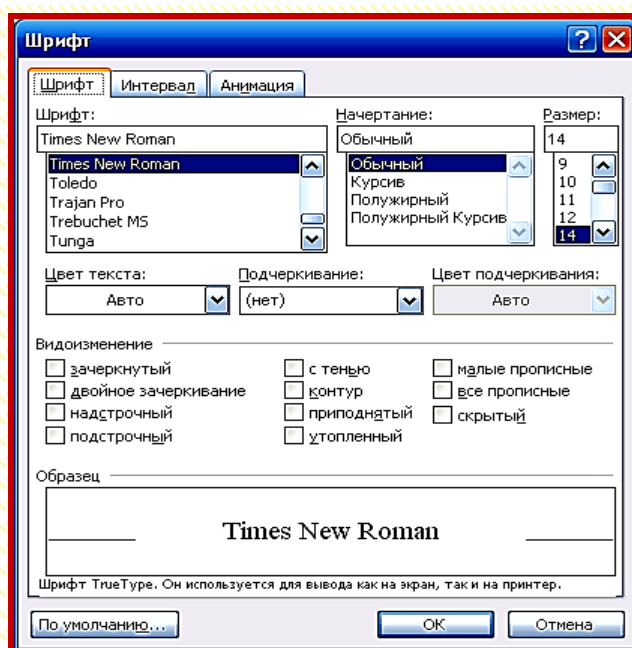 Шрифт
Шрифт Интервал Анимация
Шрифт: Начертание: Размер:
Times New Roman Обычный 14
Times New Roman Обычный 9
Toledo Курсив 10
Trajan Pro Полужирный 11
Trebuchet MS Полужирный Курсив 12
Tunga 14
Цвет текста: Подчеркивание: Цвет подчеркивания:
Авто (нет) Авто
Видоизменение
зачеркнутый с тенью малые прописные
двойное зачеркивание контур все прописные
надстрочный приподнятый скрытый
подстрочный утопленный
Образец
Times New Roman
Шрифт TrueType. Он используется для вывода как на экран, так и на принтер.
По умолчанию... ОК Отмена